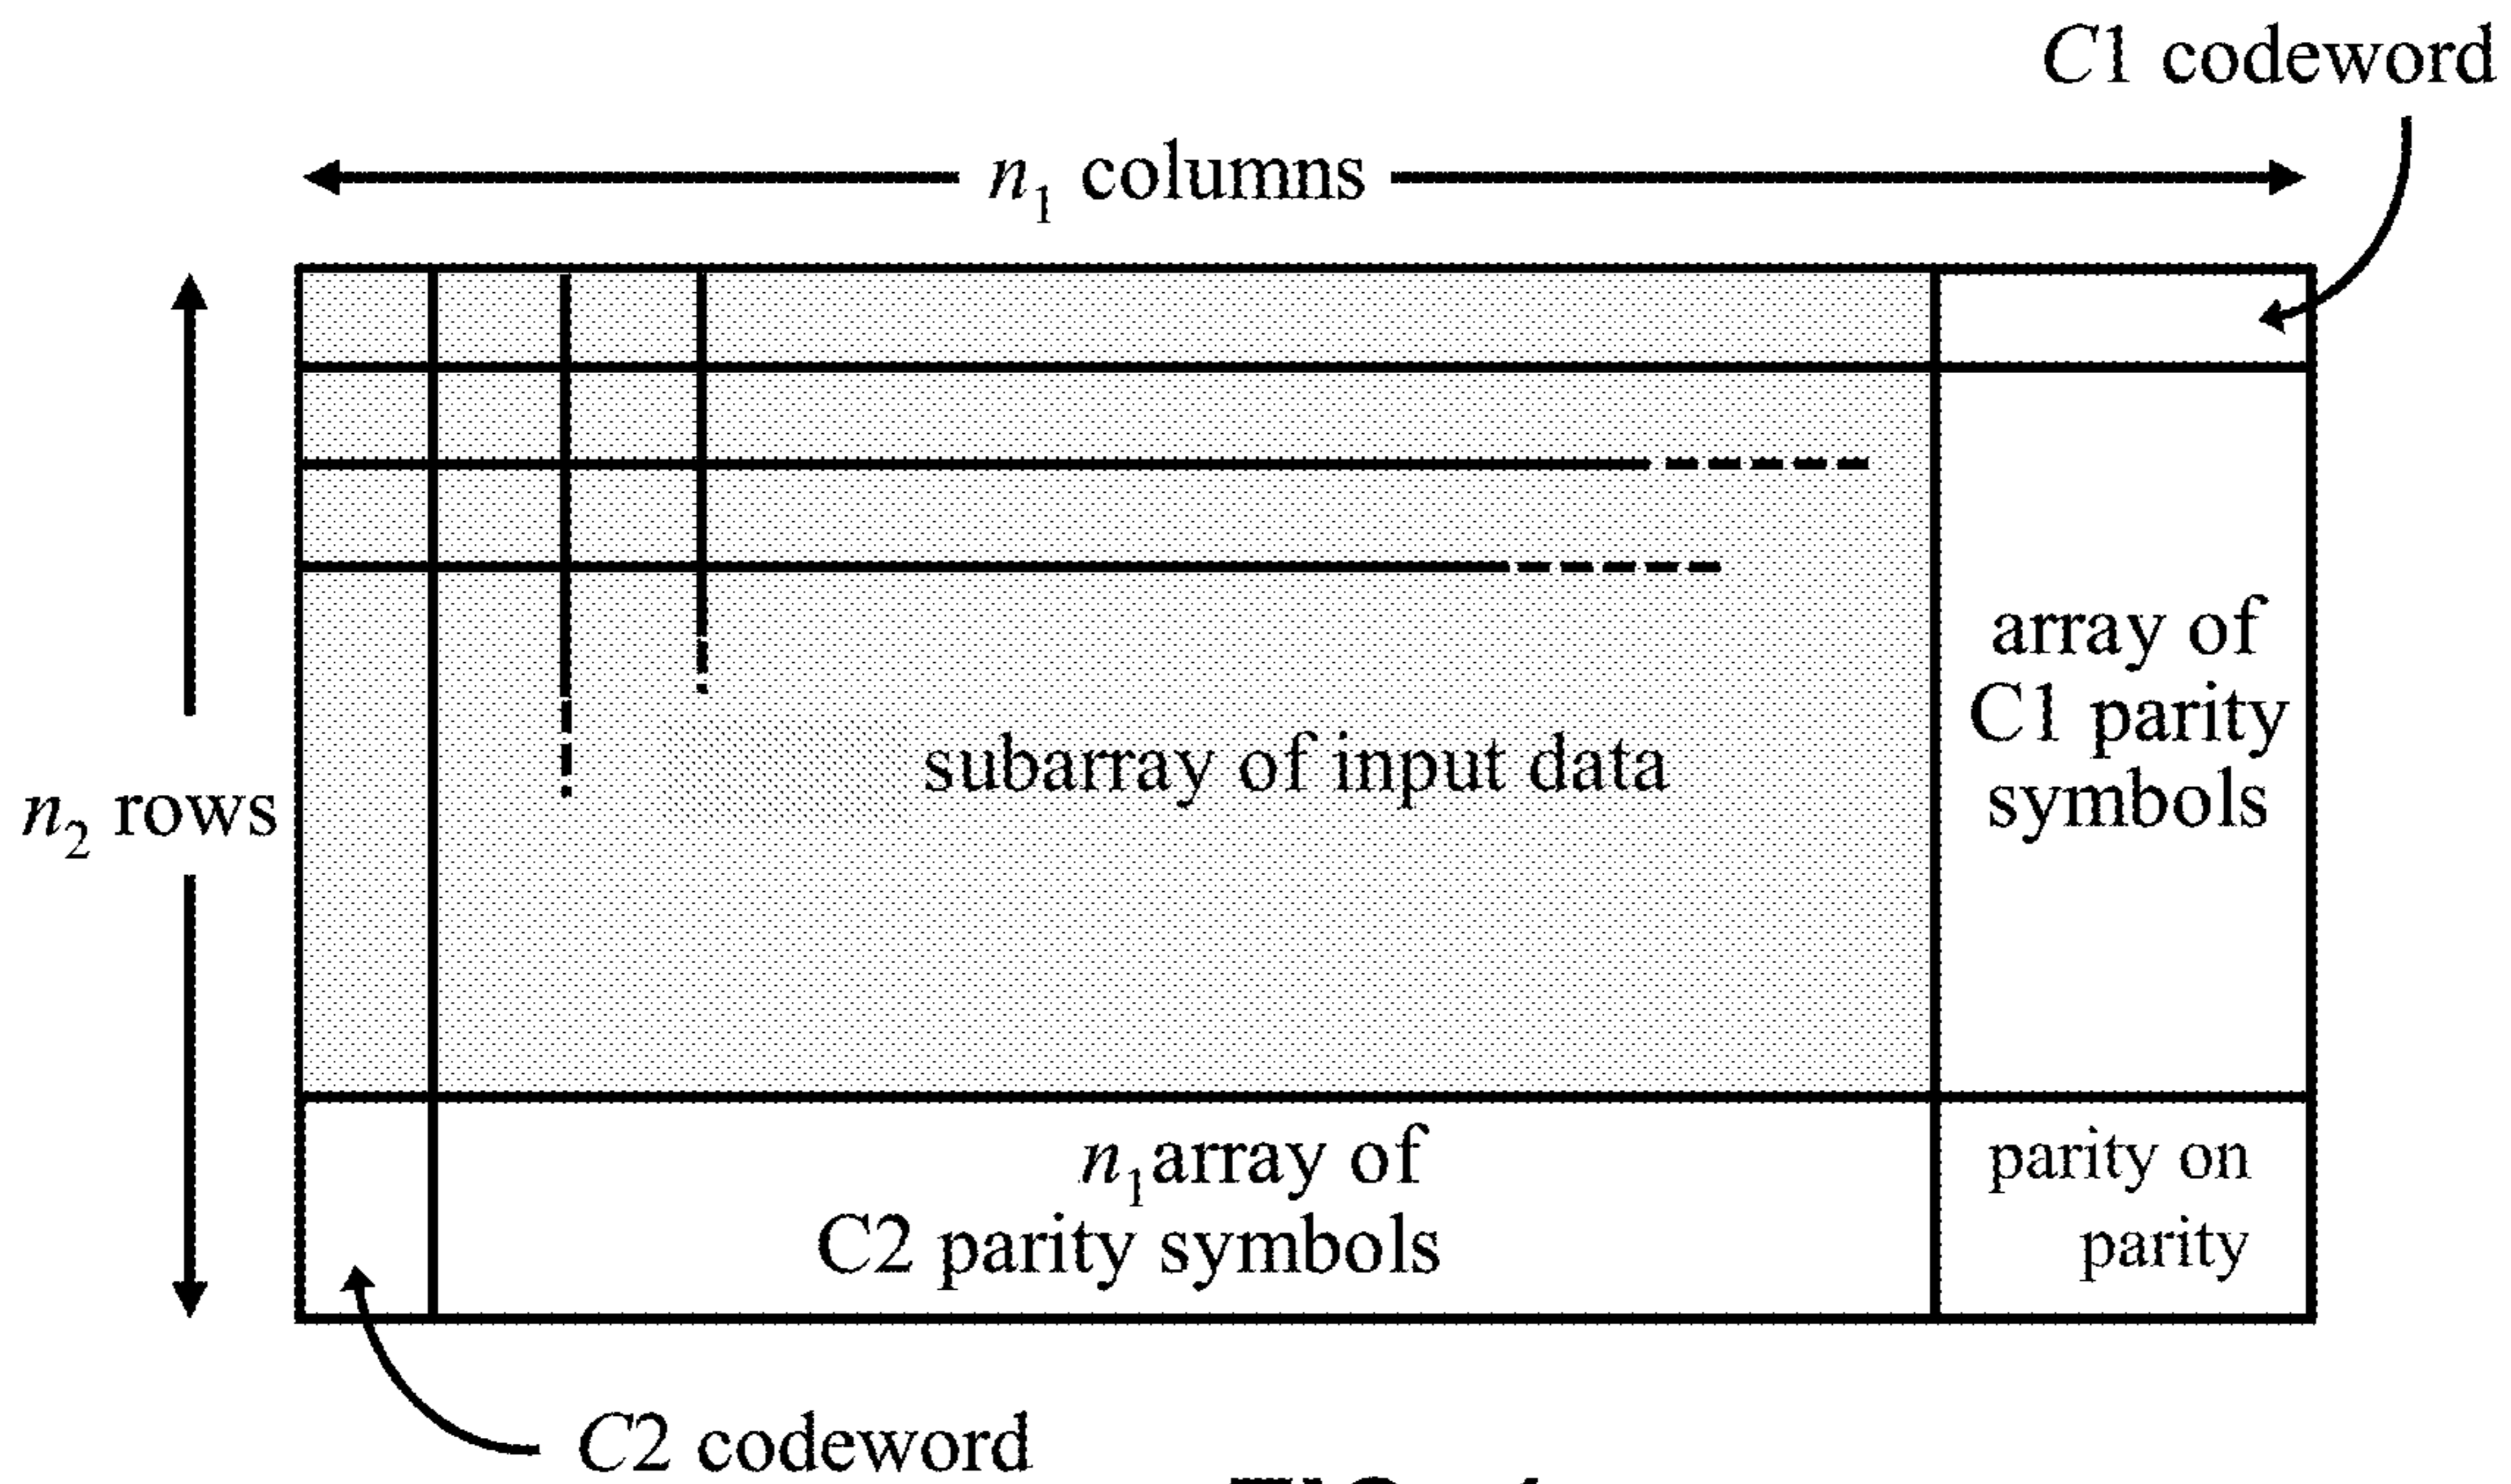 C1 codeword
n₁ columns
array of
C1 parity
symbols
subarray of input data
n₂ rows
n₁array of
C2 parity symbols
parity on
parity
C2 codeword